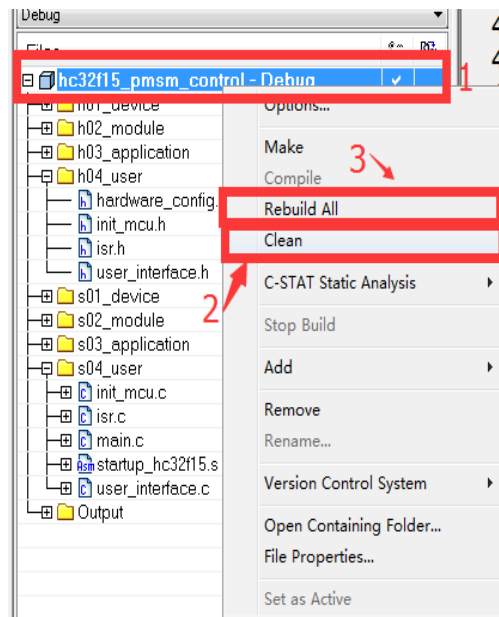 Debug
Files
hc32f15_pmsm_control - Debug
1
h01_device
Options...
h02_module
Make
h03_application
3
Compile
h04_user
hardware_config.
Rebuild All
init_mcu.h
isr.h
Clean
user_interface.h
2
C-STAT Static Analysis
s01_device
s02_module
Stop Build
s03_application
s04_user
Add
init_mcu.c
isr.c
Remove
main.c
Rename...
startup_hc32f15.s
user_interface.c
Version Control System
Output
Open Containing Folder...
File Properties...
Set as Active